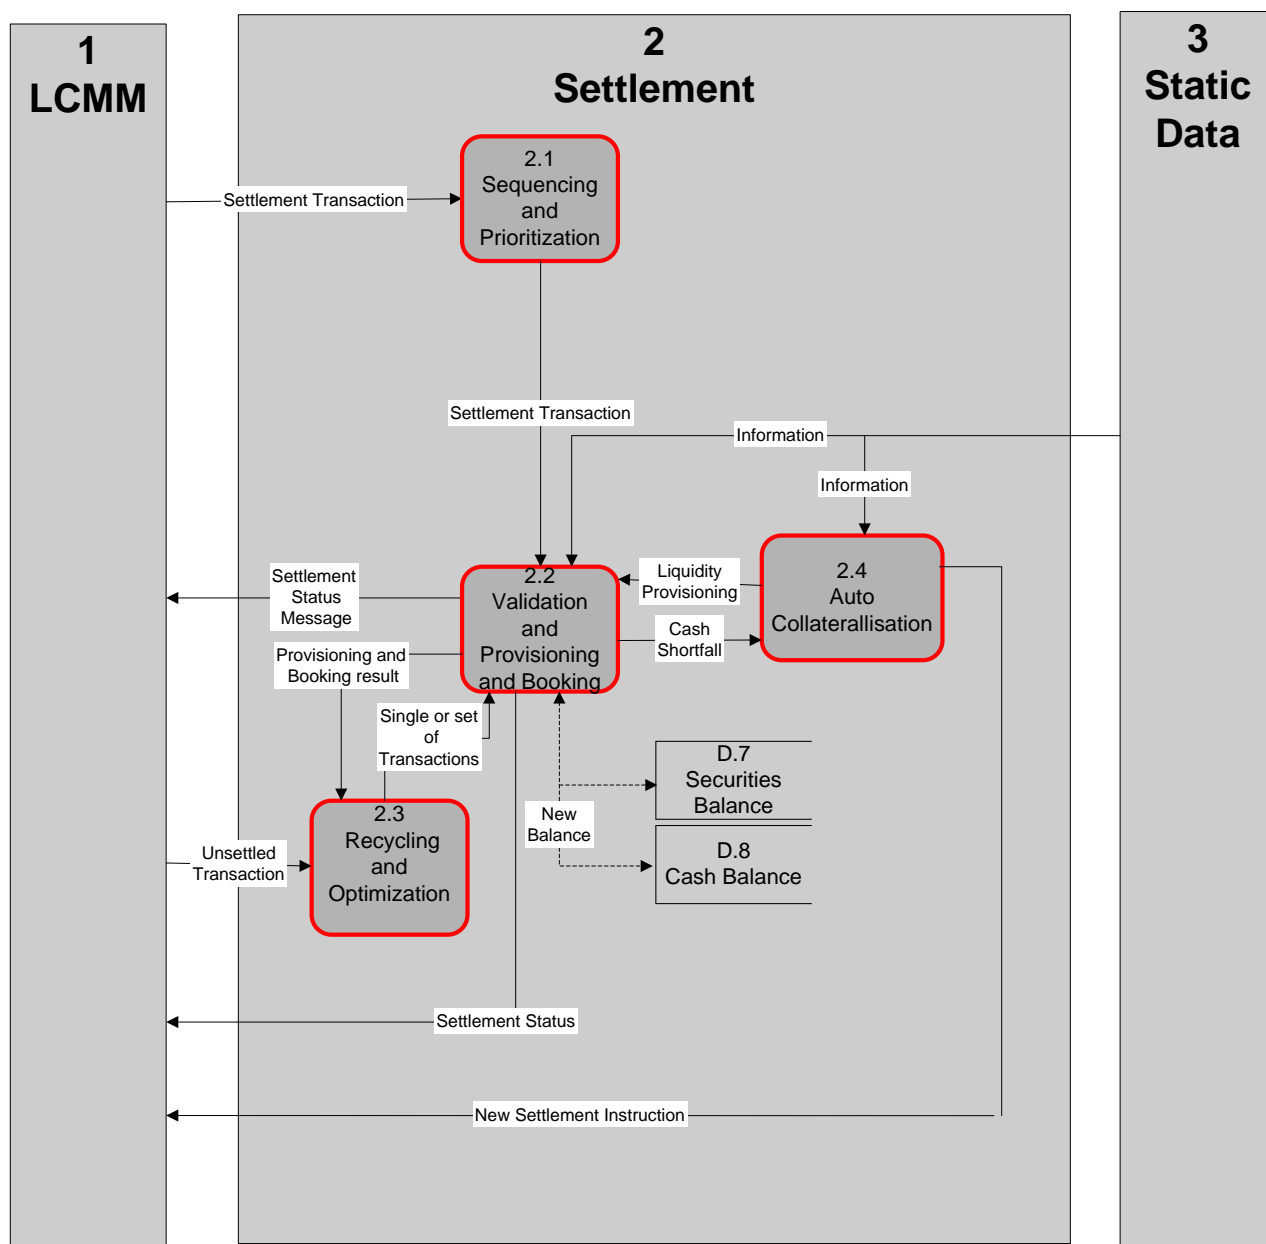 1
LCMM
2
Settlement
3
Static
Data
2.1
Sequencing
and
Prioritization
Settlement Transaction
Settlement Transaction
Information
Information
2.2
Validation
and
Provisioning
and Booking
Liquidity
Provisioning
2.4
Auto
Collaterallisation
Settlement
Status
Message
Cash
Shortfall
Provisioning and
Booking result
Single or set
of
Transactions
D.7
Securities
Balance
New
Balance
2.3
Recycling
and
Optimization
D.8
Cash Balance
Unsettled
Transaction
Settlement Status
New Settlement Instruction